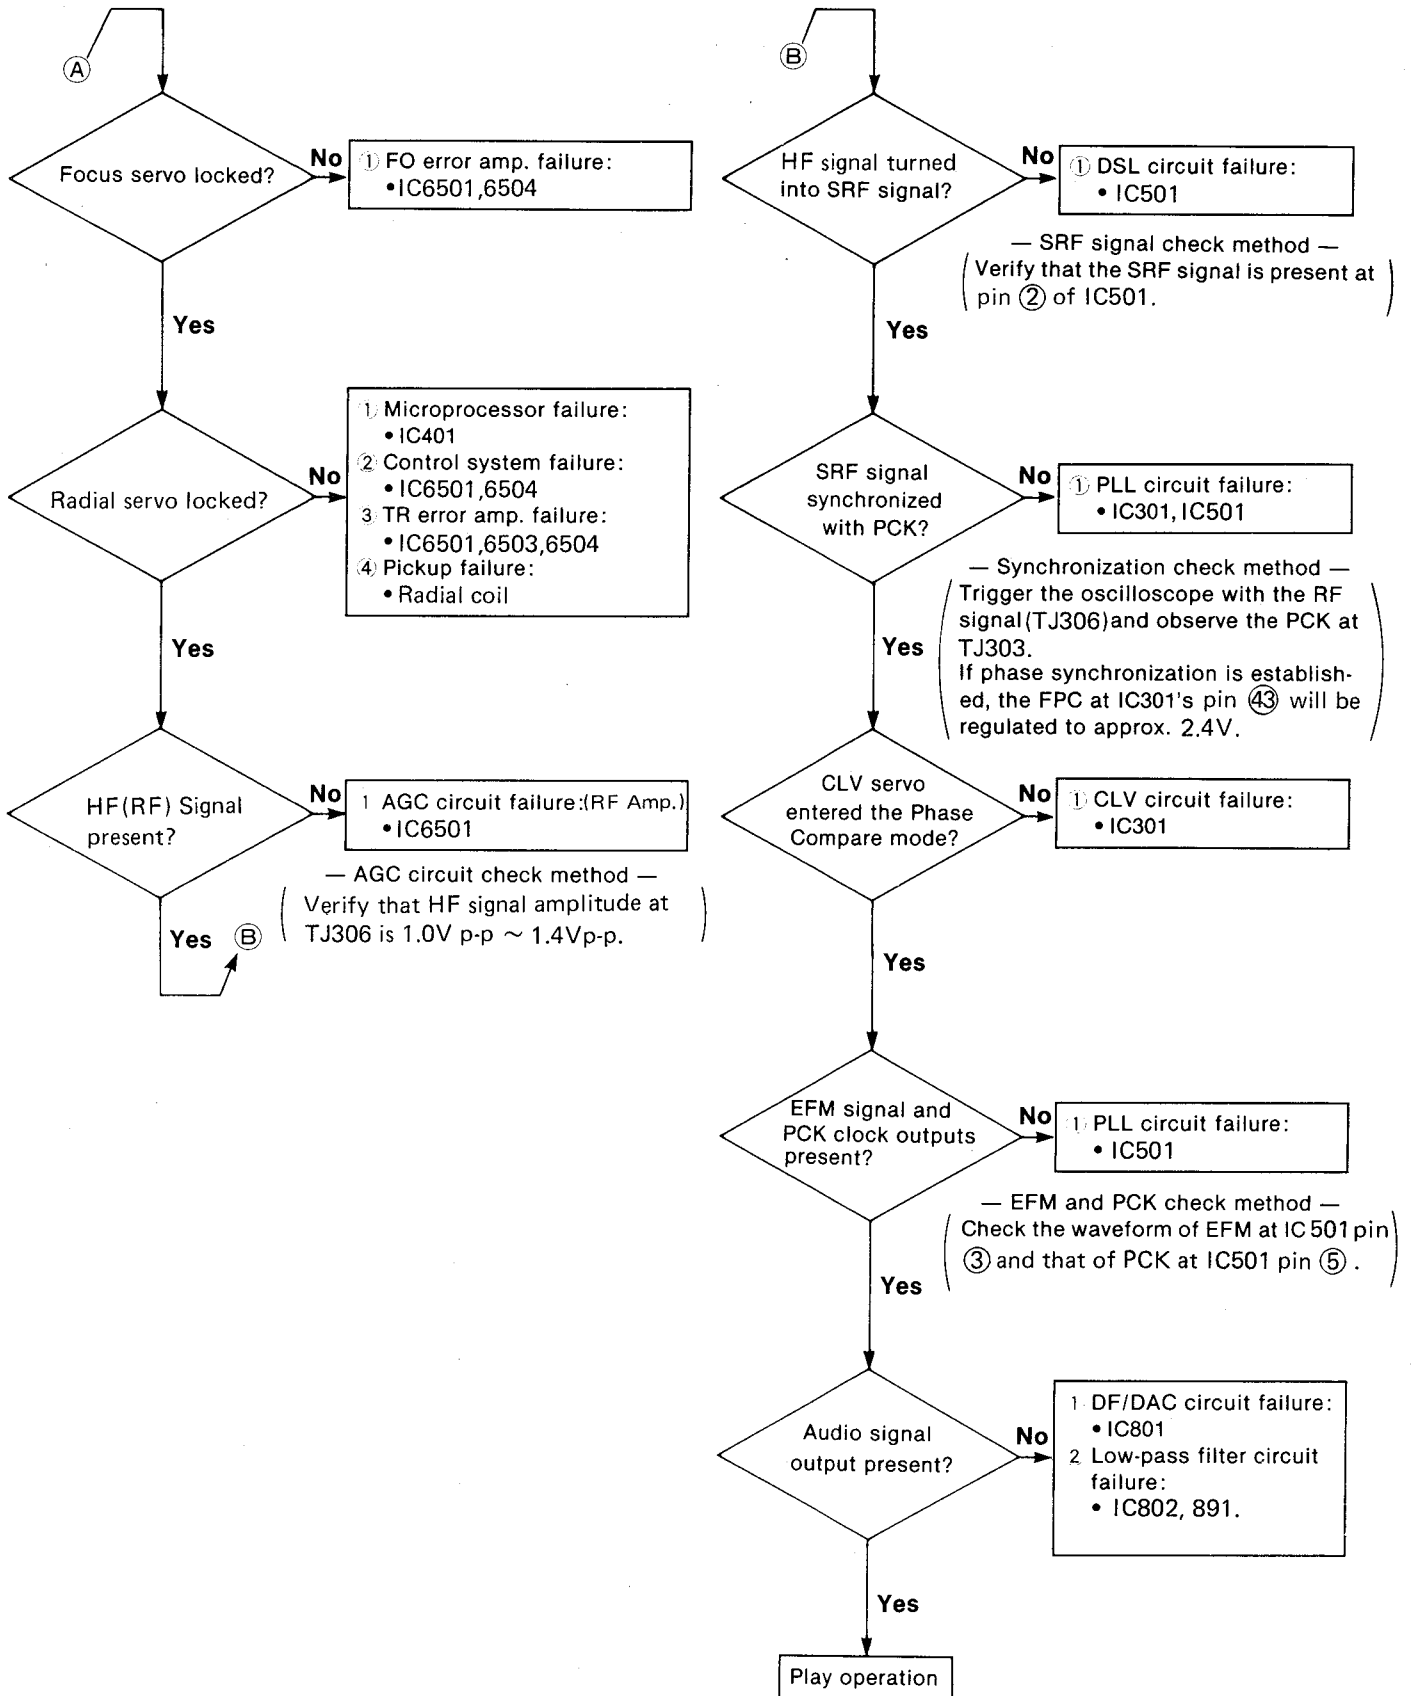 A
Focus servo locked?
No
① FO error amp. failure:
• IC6501,6504
Yes
Radial servo locked?
No
① Microprocessor failure:
• IC401
② Control system failure:
• IC6501,6504
③ TR error amp. failure:
• IC6501,6503,6504
④ Pickup failure:
• Radial coil
Yes
HF(RF) Signal
present?
No
1 AGC circuit failure:(RF Amp.)
• IC6501
— AGC circuit check method —
Verify that HF signal amplitude at
TJ306 is 1.0V p-p ~ 1.4Vp-p.
Yes
B
B
HF signal turned
into SRF signal?
No
① DSL circuit failure:
• IC501
— SRF signal check method —
Verify that the SRF signal is present at
pin ② of IC501.
Yes
SRF signal
synchronized
with PCK?
No
① PLL circuit failure:
• IC301, IC501
— Synchronization check method —
Trigger the oscilloscope with the RF
signal(TJ306)and observe the PCK at
TJ303.
If phase synchronization is establish-
ed, the FPC at IC301's pin ㊸ will be
regulated to approx. 2.4V.
Yes
CLV servo
entered the Phase
Compare mode?
No
① CLV circuit failure:
• IC301
Yes
EFM signal and
PCK clock outputs
present?
No
① PLL circuit failure:
• IC501
— EFM and PCK check method —
Check the waveform of EFM at IC501 pin
③ and that of PCK at IC501 pin ⑤ .
Yes
Audio signal
output present?
No
1 DF/DAC circuit failure:
• IC801
2 Low-pass filter circuit
failure:
• IC802, 891.
Yes
Play operation